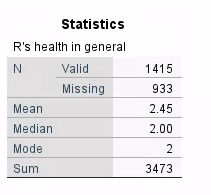 Statistics
R's health in general
N Valid 1415
Missing 933
Mean 2.45
Median 2.00
Mode 2
Sum 3473